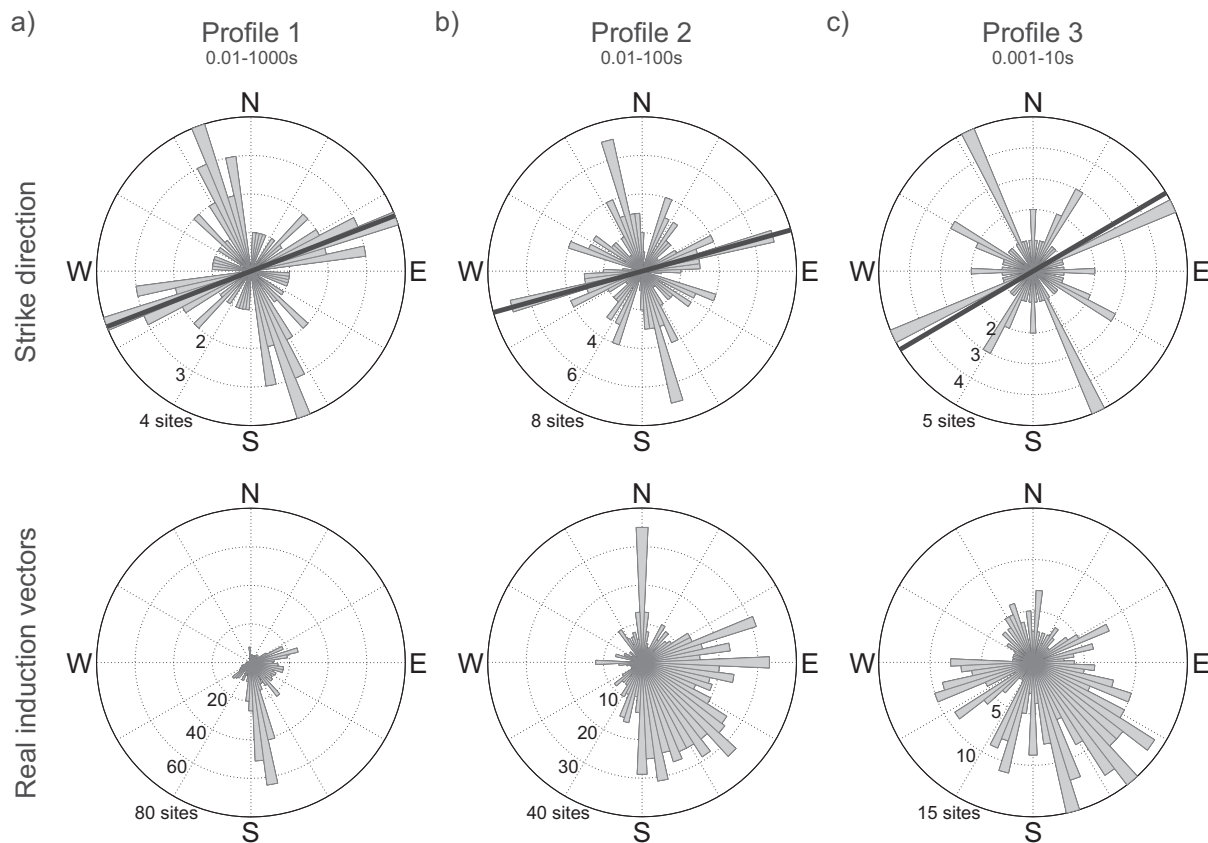 a)
Profile 1
0.01-1000s
b)
Profile 2
0.01-100s
c)
Profile 3
0.001-10s
Strike direction
N
W
E
S
2
3
4 sites
N
W
E
S
4
6
8 sites
N
W
E
S
2
3
4
5 sites
Real induction vectors
N
W
E
S
20
40
60
80 sites
N
W
E
S
10
20
30
40 sites
N
W
E
S
5
10
15 sites